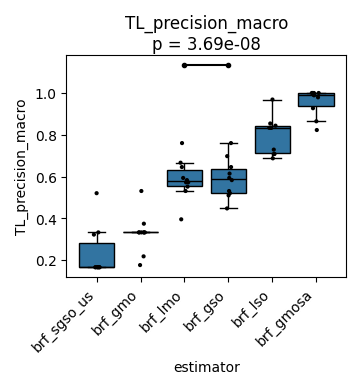 TL_precision_macro
p = 3.69e-08
TL_precision_macro
1.0
0.8
0.6
0.4
0.2
brf_sgso_us
brf_gmo
brf_lmo
brf_gso
brf_lso
brf_gmosa
estimator